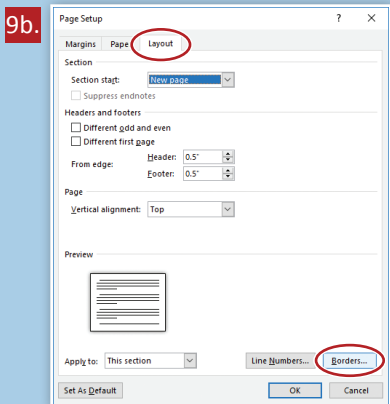 9b.
Page Setup ? ×
Margins Paper Layout
Section
Section start: New page
Suppress endnotes
Headers and footers
Different odd and even
Different first page
From edge: Header: 0.5"
Footer: 0.5"
Page
Vertical alignment: Top
Preview
Apply to: This section Line Numbers... Borders...
Set As Default OK Cancel